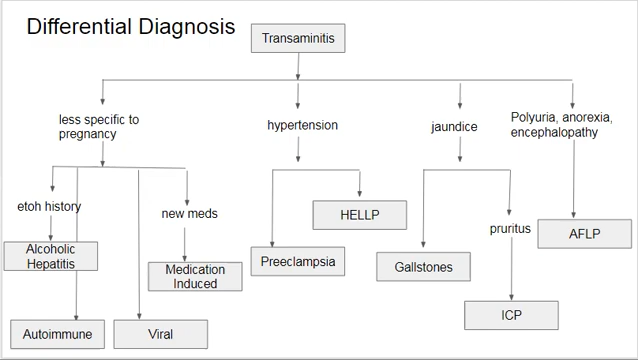 Differential Diagnosis
Transaminitis
less specific to
pregnancy
hypertension
jaundice
Polyuria, anorexia,
encephalopathy
etoh history
new meds
HELLP
pruritus
AFLP
Alcoholic
Hepatitis
Medication
Induced
Preeclampsia
Gallstones
ICP
Autoimmune
Viral